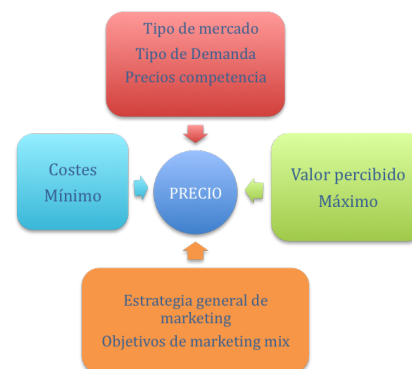 Tipo de mercado
Tipo de Demanda
Precios competencia
Costes
Mínimo
PRECIO
Valor percibido
Máximo
Estrategia general de
marketing
Objetivos de marketing mix